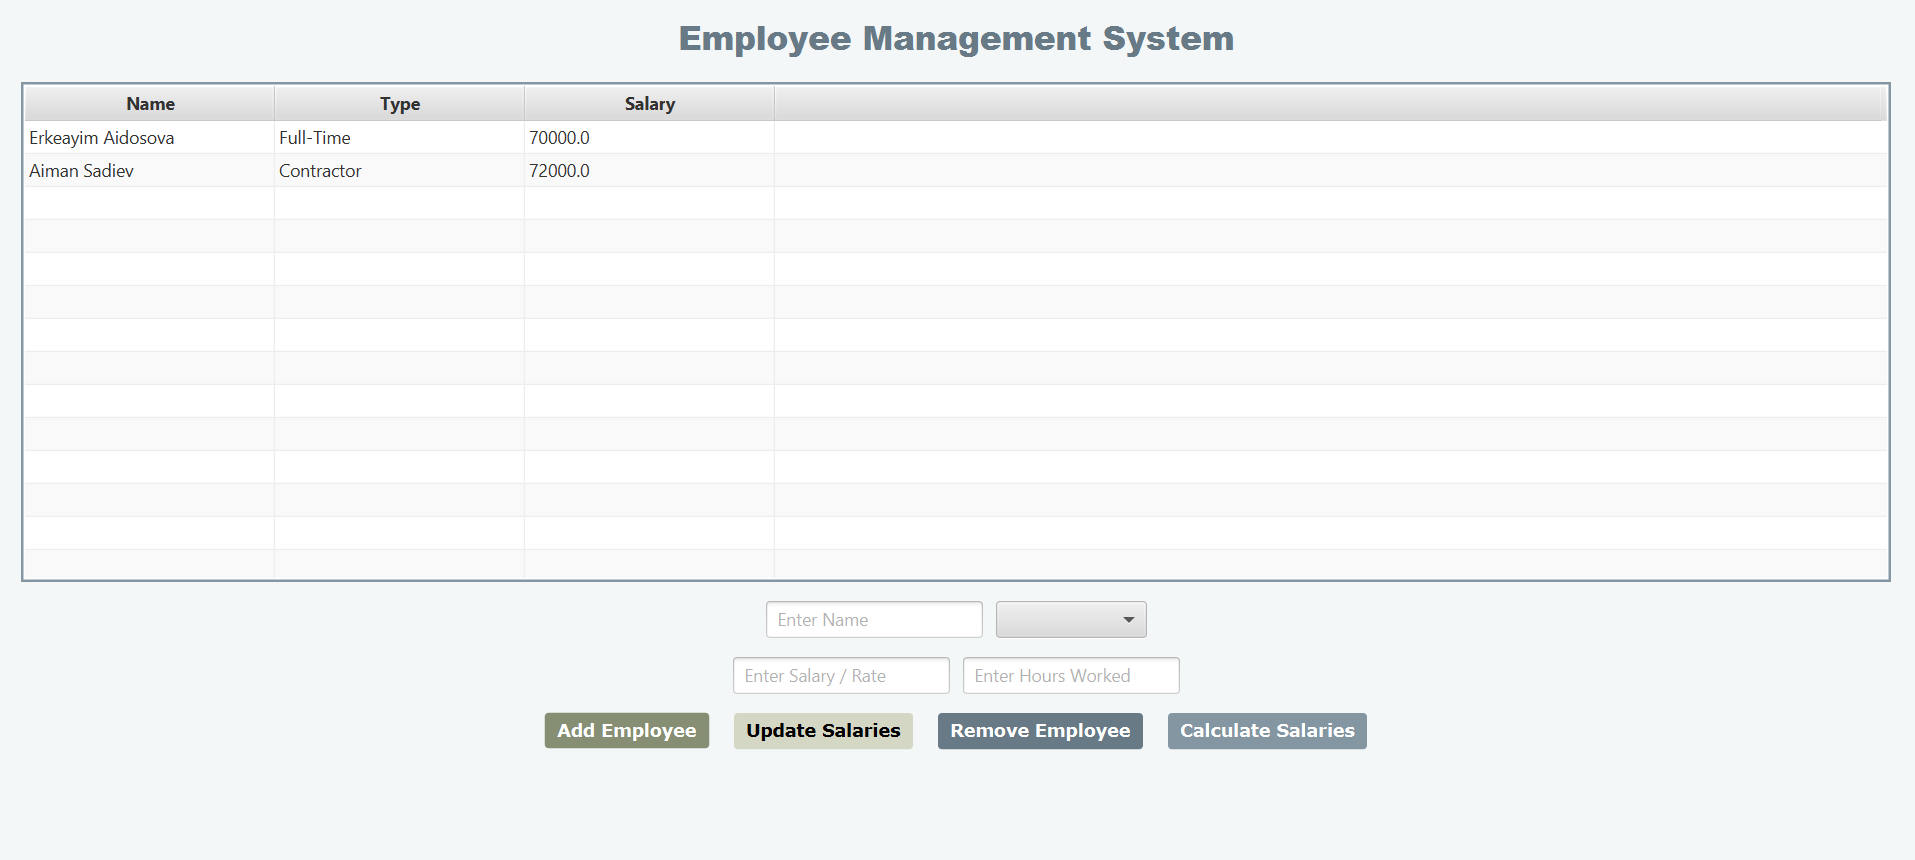 Employee Management System
Name Type Salary
Erkeayim Aidosova Full-Time 70000.0
Aiman Sadiev Contractor 72000.0
Enter Name
Enter Salary / Rate Enter Hours Worked
Add Employee Update Salaries Remove Employee Calculate Salaries